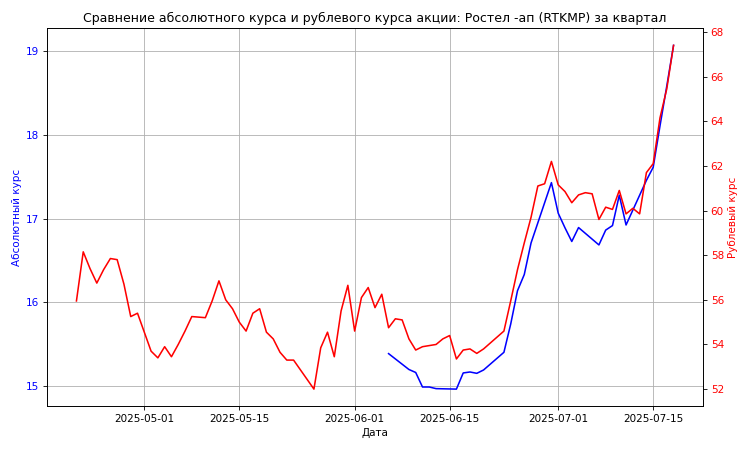 Сравнение абсолютного курса и рублевого курса акции: Ростел -ап (RTKMP) за квартал
19
18
17
16
15
Абсолютный курс
68
66
64
62
60
58
56
54
52
Рублевый курс
2025-05-01 2025-05-15 2025-06-01 2025-06-15 2025-07-01 2025-07-15
Дата